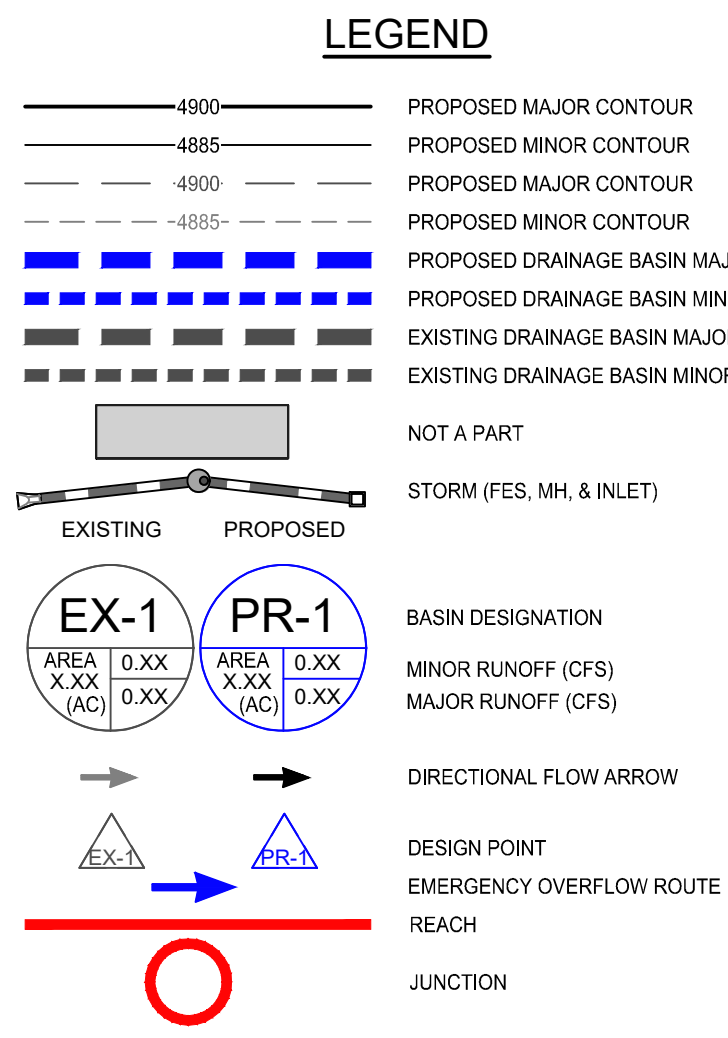 LEGEND
4900 PROPOSED MAJOR CONTOUR
4885 PROPOSED MINOR CONTOUR
4900 PROPOSED MAJOR CONTOUR
4885 PROPOSED MINOR CONTOUR
PROPOSED DRAINAGE BASIN MAJ
PROPOSED DRAINAGE BASIN MIN
EXISTING DRAINAGE BASIN MAJOR
EXISTING DRAINAGE BASIN MINOR
NOT A PART
STORM (FES, MH, & INLET)
EXISTING PROPOSED
EX-1 PR-1 BASIN DESIGNATION
AREA 0.XX AREA 0.XX MINOR RUNOFF (CFS)
X.XX X.XX
(AC) 0.XX (AC) 0.XX MAJOR RUNOFF (CFS)
DIRECTIONAL FLOW ARROW
EX-1 PR-1 DESIGN POINT
EMERGENCY OVERFLOW ROUTE
REACH
JUNCTION